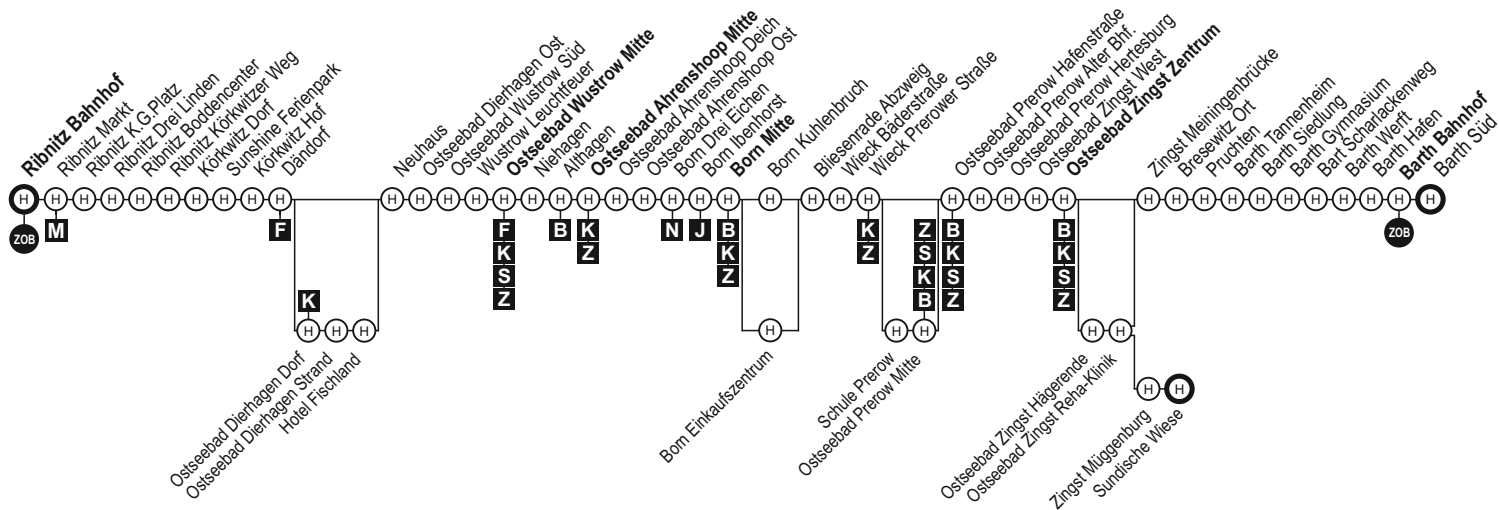 Ribnitz Bahnhof
Ribnitz Markt
Ribnitz K.G.Platz
Ribnitz Drei Linden
Ribnitz Boddencenter
Ribnitz Körkwitzer Weg
Körkwitz Dorf
Sunshine Ferienpark
Körkwitz Hof
Dändorf
Neuhaus
Ostseebad Dierhagen Ost
Ostseebad Wustrow Süd
Wustrow Leuchtfeuer
Ostseebad Wustrow Mitte
Niehagen
Althagen
Ostseebad Ahrenshoop Mitte
Ostseebad Ahrenshoop Deich
Ostseebad Ahrenshoop Ost
Born Drei Eichen
Born Ibenhorst
Born Mitte
Born Kuhlenbruch
Bliesenrade Abzweig
Wieck Bäderstraße
Wieck Prerower Straße
Ostseebad Prerow Hafenstraße
Ostseebad Prerow Alter Bhf.
Ostseebad Prerow Hertesburg
Ostseebad Zingst West
Ostseebad Zingst Zentrum
Zingst Meiningenbrücke
Bresewitz Ort
Pruchten
Barth Tannenheim
Barth Siedlung
Barth Gymnasium
Bart Scharlackenweg
Barth Werft
Barth Hafen
Barth Bahnhof
Barth Süd
H H H H H H H H H H H H H H H H H H H H H H H H H H H H H H H H H H H H H H H H H H H
ZOB M F F B K N J B K Z B B ZOB
K Z K Z S K K
S K S S
K Z Z B Z Z
H H H H H H H H
Ostseebad Dierhagen Dorf
Ostseebad Dierhagen Strand
Hotel Fischland
Born Einkaufszentrum
Schule Prerow
Ostseebad Prerow Mitte
Ostseebad Zingst Hägerende
Ostseebad Zingst Reha-Klinik
H H
Zingst Müggenburg
Sundische Wiese